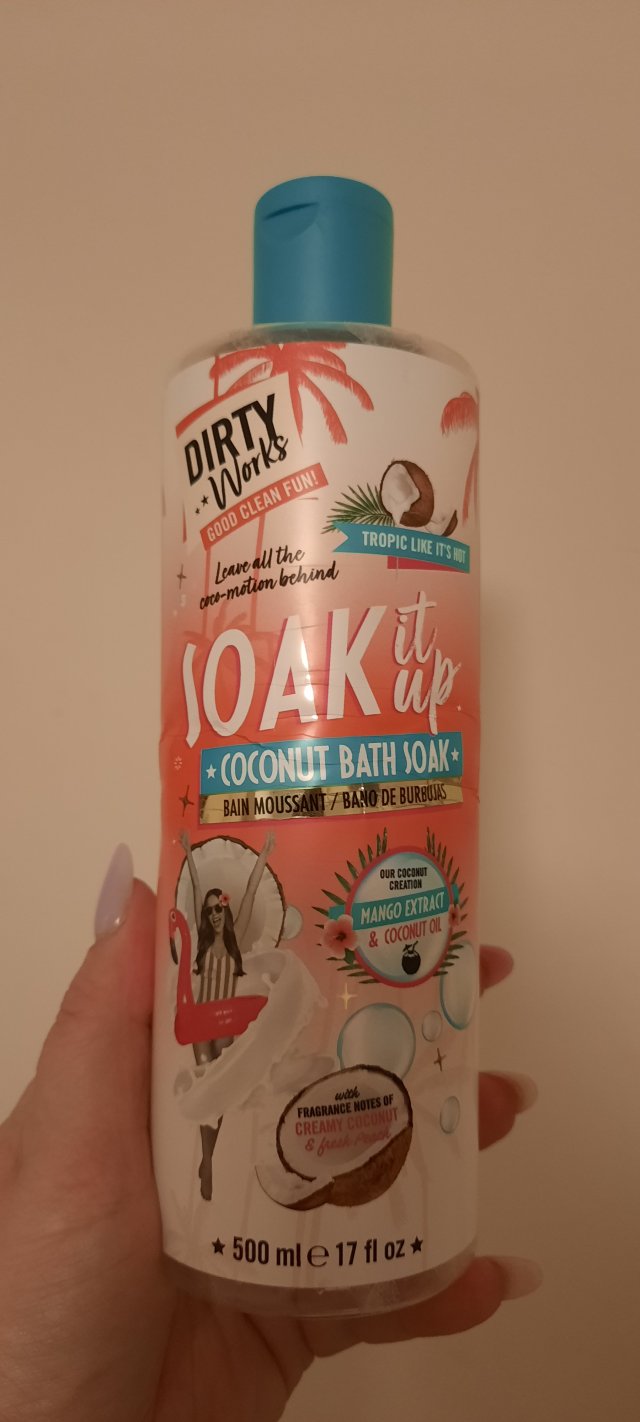 DIRTY
Works
GOOD CLEAN FUN!
TROPIC LIKE IT'S HOT
Leave all the
coco-motion behind
SOAK it
up
COCONUT BATH SOAK
BAIN MOUSSANT / BANO DE BURBUJAS
OUR COCONUT
CREATION
MANGO EXTRACT
& COCONUT OIL
with
FRAGRANCE NOTES OF
CREAMY COCONUT
& fresh Peach
500 ml ℮ 17 fl oz